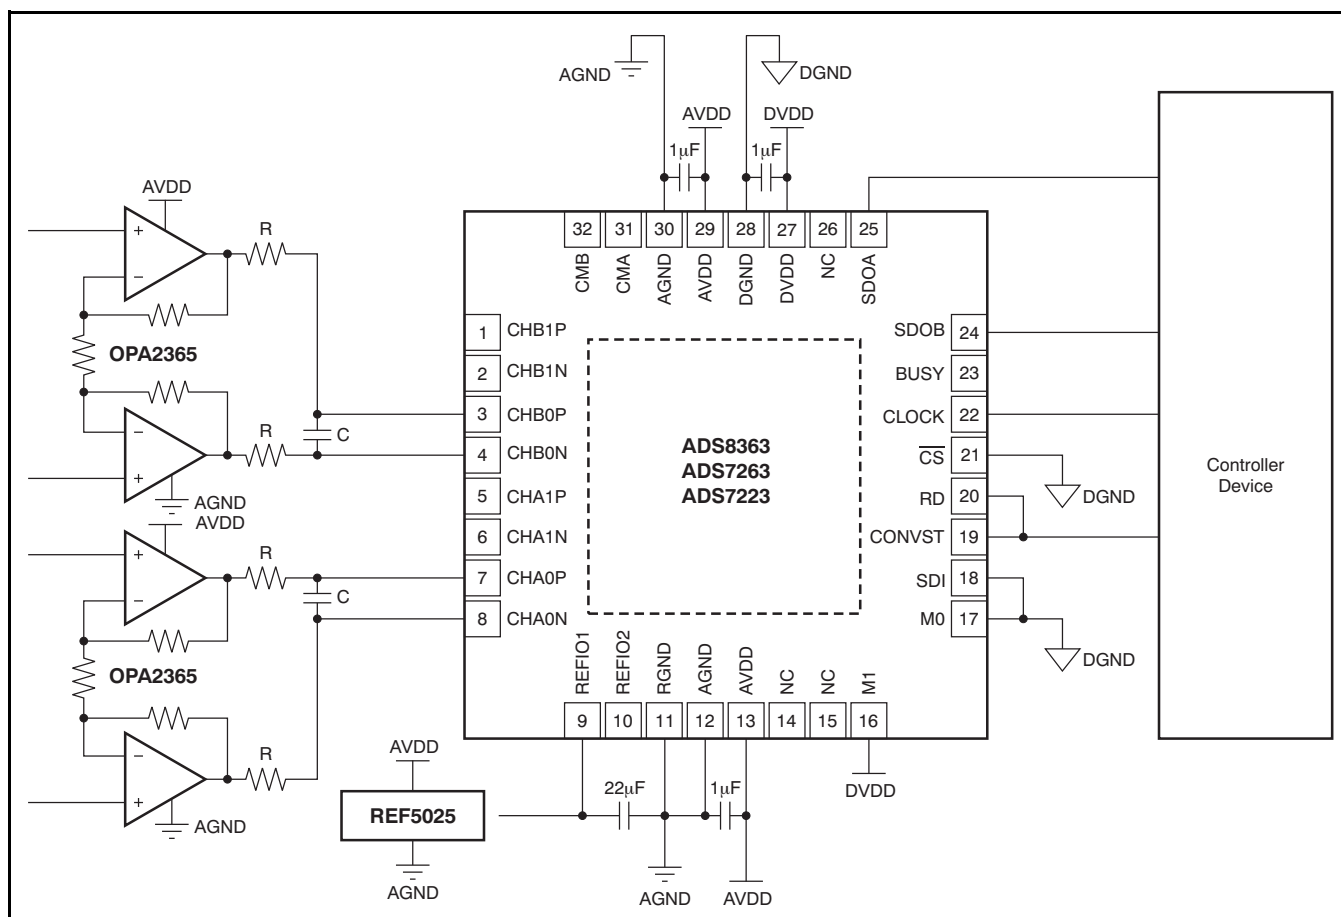 AGND
DGND
AVDD
DVDD
1µF
1µF
AVDD
R
32
31
30
29
28
27
26
25
CMB
CMA
AGND
AVDD
DGND
DVDD
NC
SDOA
OPA2365
R
C
AGND
AVDD
R
C
OPA2365
R
AGND
1 CHB1P
2 CHB1N
3 CHB0P
4 CHB0N
5 CHA1P
6 CHA1N
7 CHA0P
8 CHA0N
ADS8363
ADS7263
ADS7223
SDOB 24
BUSY 23
CLOCK 22
CS 21
RD 20
CONVST 19
SDI 18
M0 17
DGND
DGND
Controller
Device
REFIO1
REFIO2
RGND
AGND
AVDD
NC
NC
M1
9
10
11
12
13
14
15
16
AVDD
REF5025
AGND
22µF
1µF
DVDD
AGND
AVDD